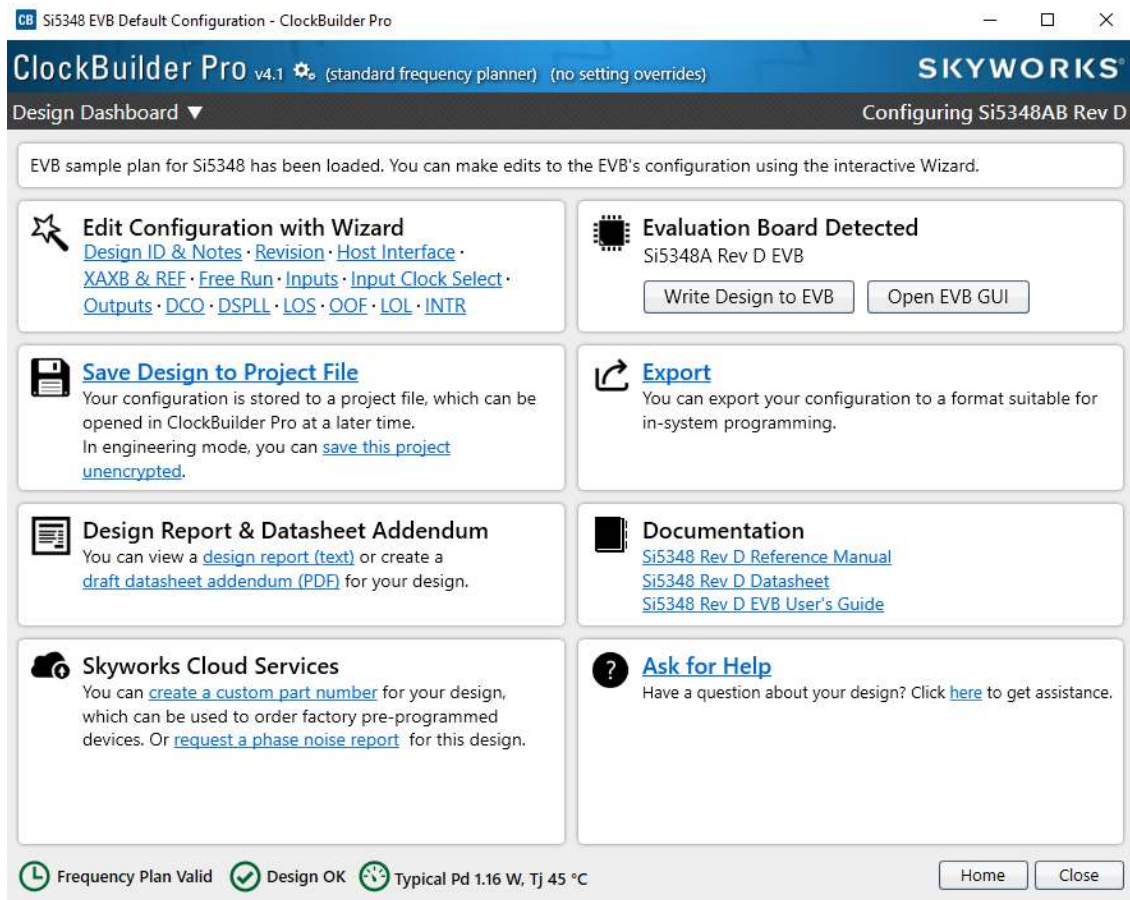 CB Si5348 EVB Default Configuration - ClockBuilder Pro
ClockBuilder Pro v4.1 (standard frequency planner) (no setting overrides) SKYWORKS®
Design Dashboard ▼ Configuring Si5348AB Rev D
EVB sample plan for Si5348 has been loaded. You can make edits to the EVB's configuration using the interactive Wizard.
Edit Configuration with Wizard
Design ID & Notes · Revision · Host Interface ·
XAXB & REF · Free Run · Inputs · Input Clock Select ·
Outputs · DCO · DSPLL · LOS · OOF · LOL · INTR
Evaluation Board Detected
Si5348A Rev D EVB
Write Design to EVB Open EVB GUI
Save Design to Project File
Your configuration is stored to a project file, which can be
opened in ClockBuilder Pro at a later time.
In engineering mode, you can save this project
unencrypted.
Export
You can export your configuration to a format suitable for
in-system programming.
Design Report & Datasheet Addendum
You can view a design report (text) or create a
draft datasheet addendum (PDF) for your design.
Documentation
Si5348 Rev D Reference Manual
Si5348 Rev D Datasheet
Si5348 Rev D EVB User's Guide
Skyworks Cloud Services
You can create a custom part number for your design,
which can be used to order factory pre-programmed
devices. Or request a phase noise report for this design.
? Ask for Help
Have a question about your design? Click here to get assistance.
Frequency Plan Valid Design OK Typical Pd 1.16 W, Tj 45 °C
Home Close